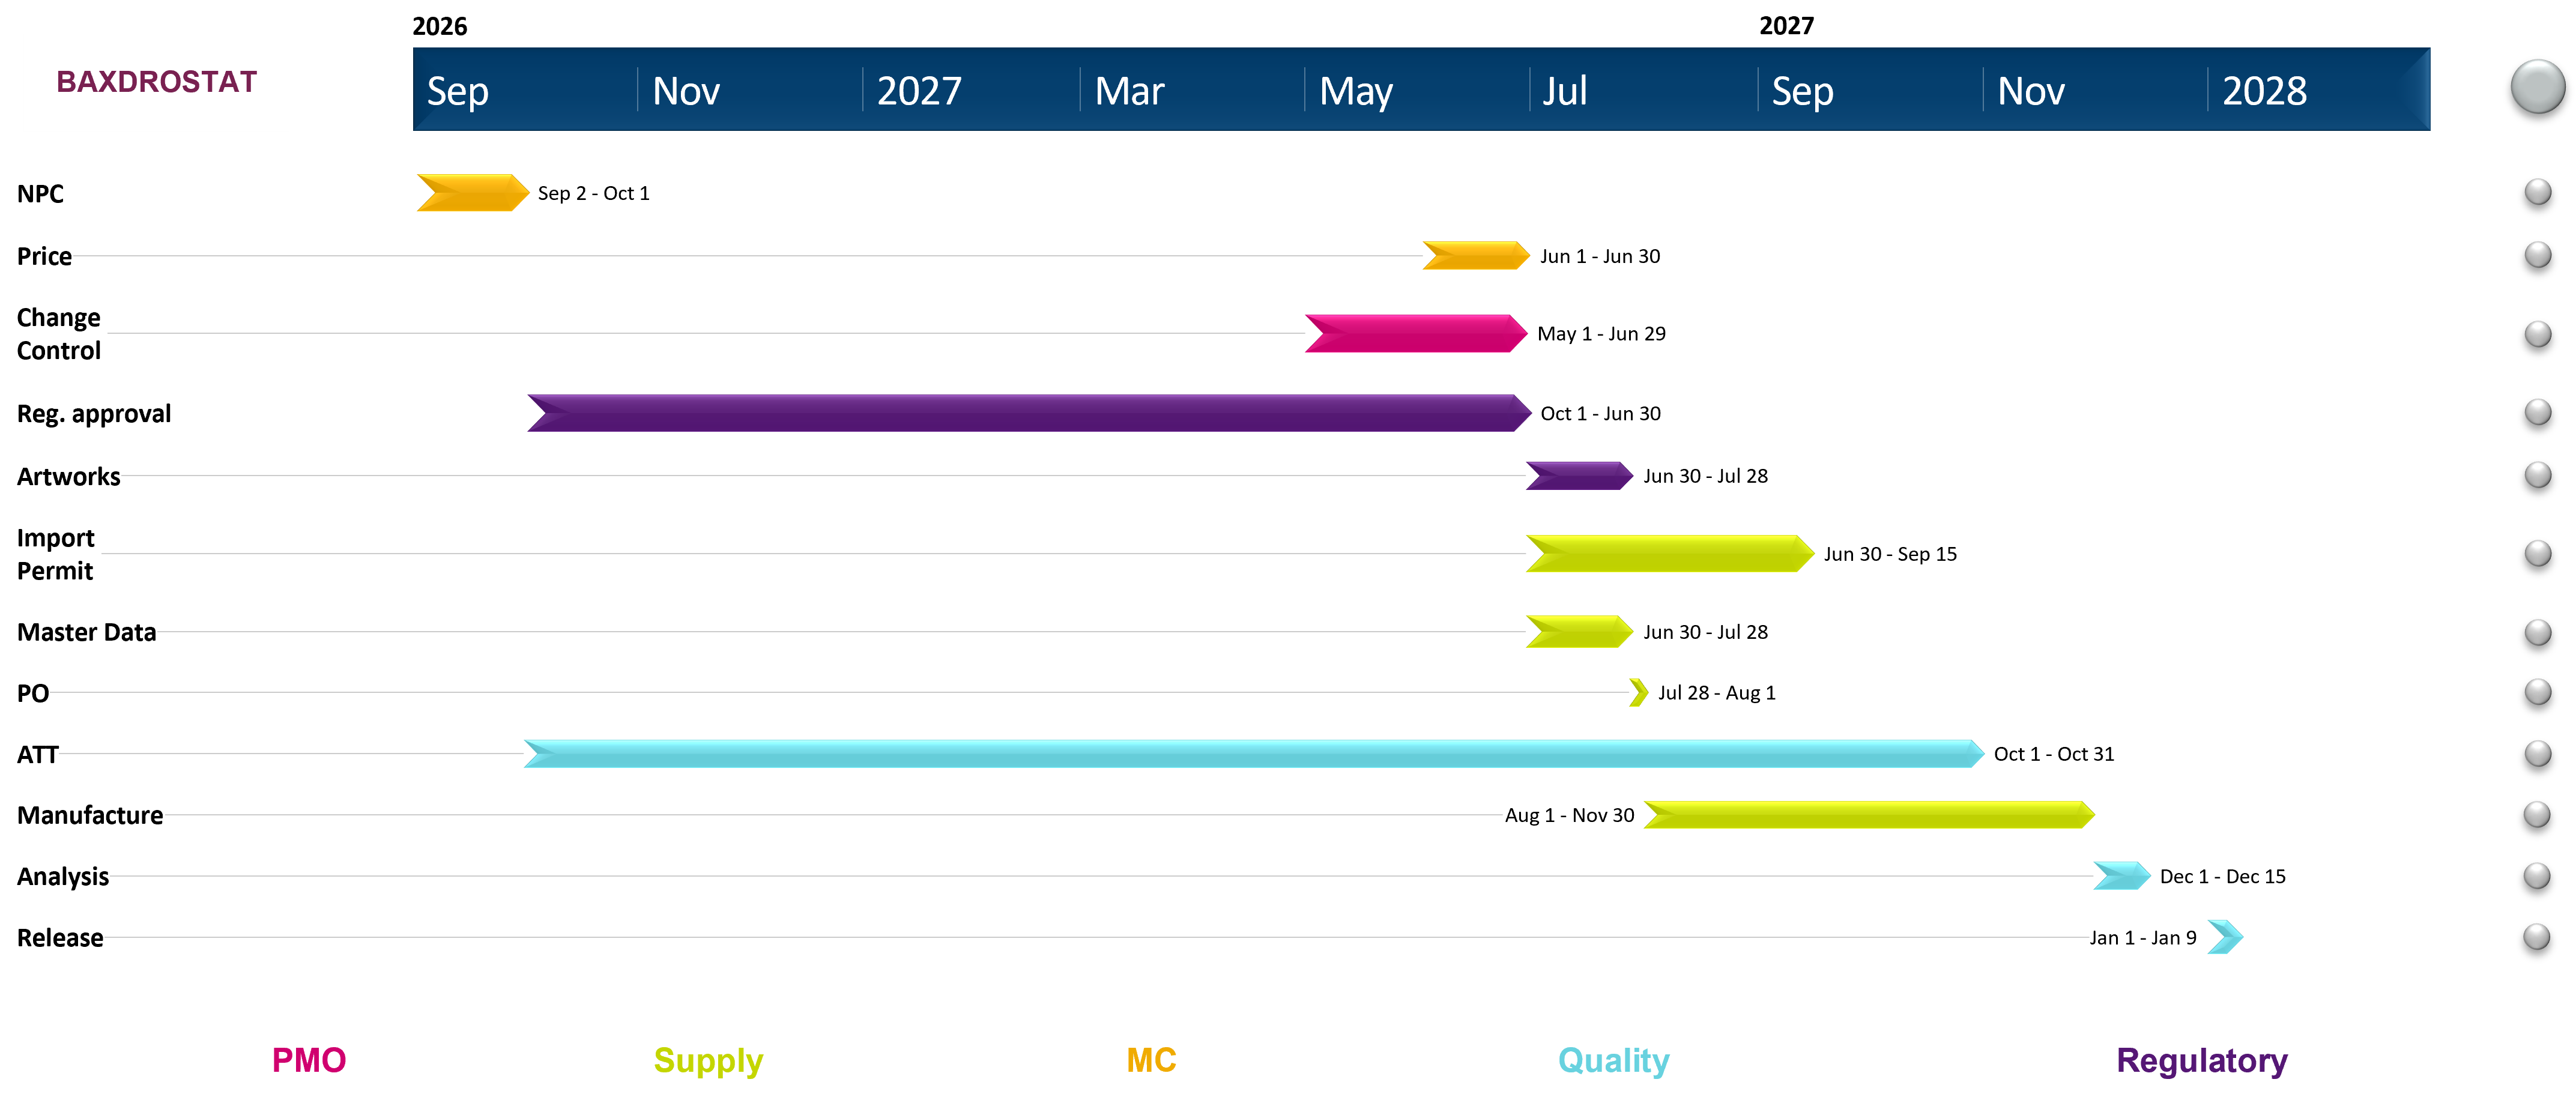 2026
2027
BAXDROSTAT
Sep Nov 2027 Mar May Jul Sep Nov 2028
NPC Sep 2 - Oct 1
Price Jun 1 - Jun 30
Change
Control May 1 - Jun 29
Reg. approval Oct 1 - Jun 30
Artworks Jun 30 - Jul 28
Import
Permit Jun 30 - Sep 15
Master Data Jun 30 - Jul 28
PO Jul 28 - Aug 1
ATT Oct 1 - Oct 31
Manufacture Aug 1 - Nov 30
Analysis Dec 1 - Dec 15
Release Jan 1 - Jan 9
PMO Supply MC Quality Regulatory